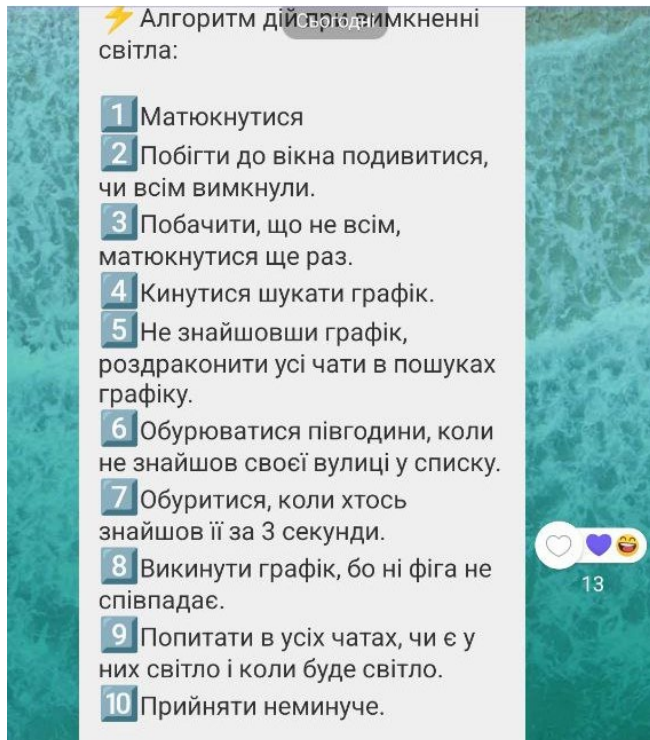 ⚡ Алгоритм дій при вимкненні
Сьогодні
світла:
1️⃣Матюкнутися
2️⃣Побігти до вікна подивитися,
чи всім вимкнули.
3️⃣Побачити, що не всім,
матюкнутися ще раз.
4️⃣Кинутися шукати графік.
5️⃣Не знайшовши графік,
роздраконити усі чати в пошуках
графіку.
6️⃣Обурюватися півгодини, коли
не знайшов своєї вулиці у списку.
7️⃣Обуритися, коли хтось
знайшов її за 3 секунди.
8️⃣Викинути графік, бо ні фіга не
співпадає.
9️⃣Попитати в усіх чатах, чи є у
них світло і коли буде світло.
🔟Прийняти неминуче.
13